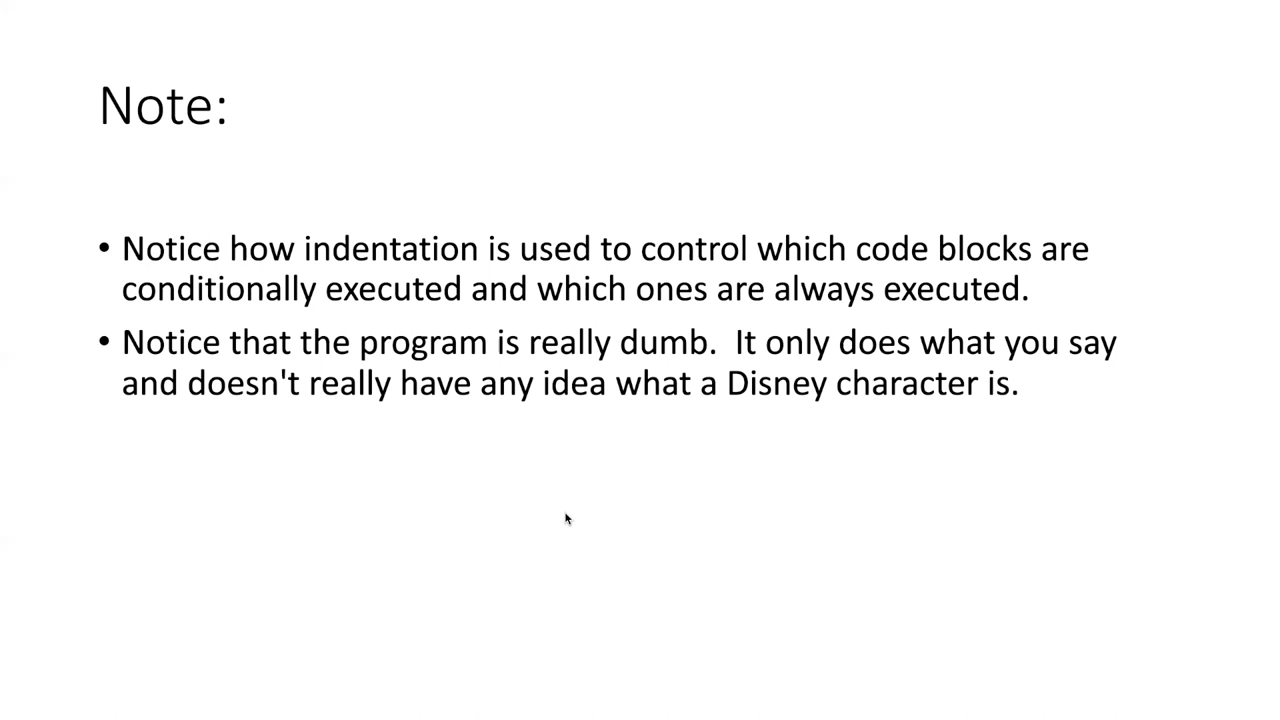 Note:
• Notice how indentation is used to control which code blocks are
conditionally executed and which ones are always executed.
• Notice that the program is really dumb.  It only does what you say
and doesn't really have any idea what a Disney character is.